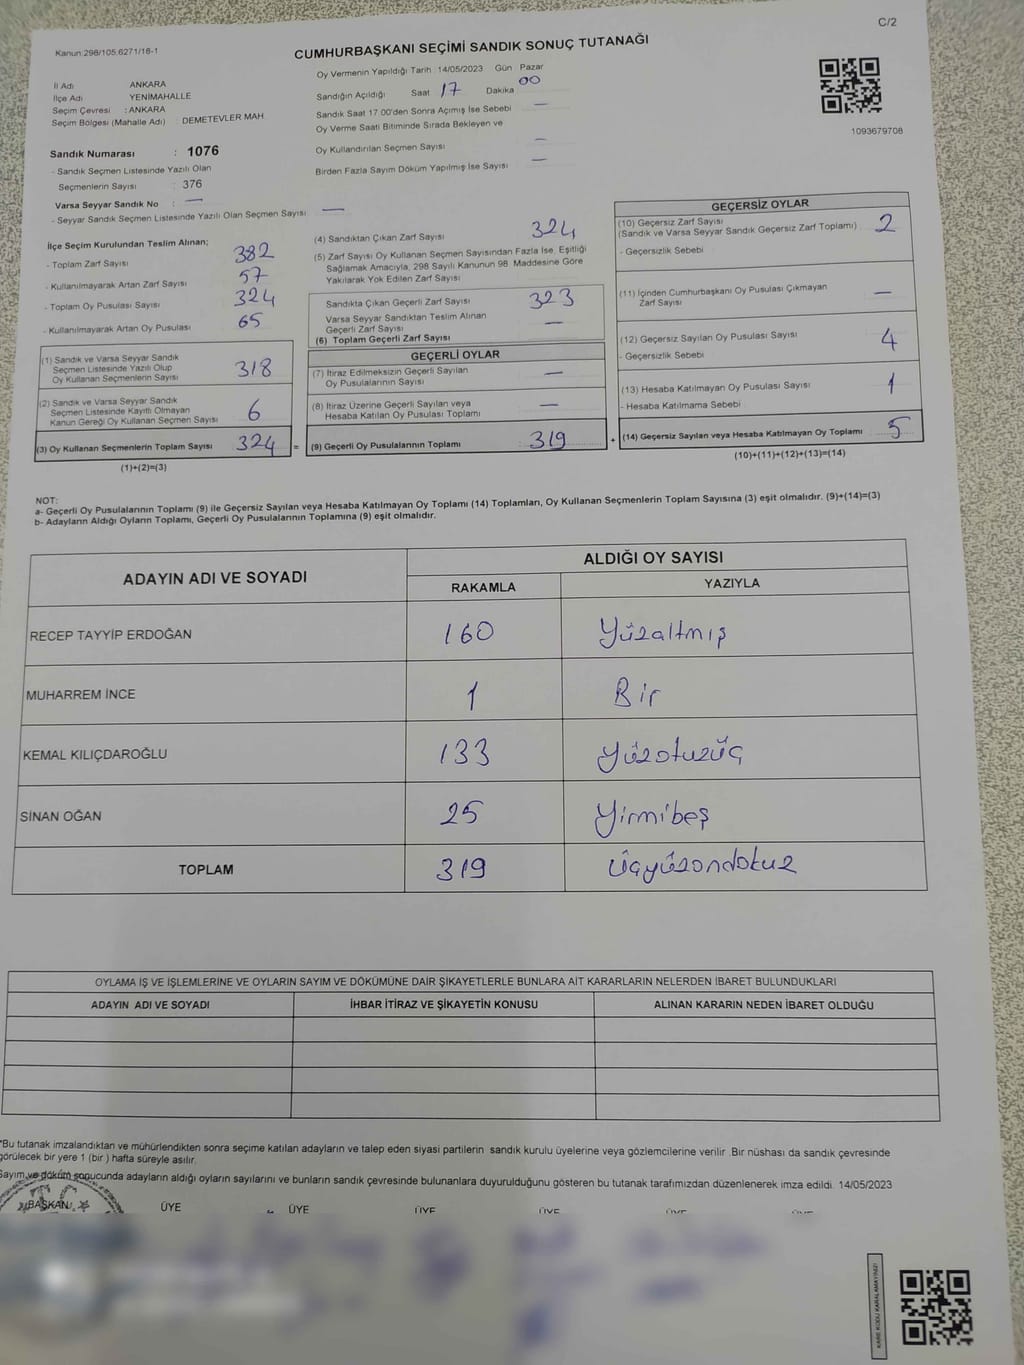 C/2
Kanun:298/105,6271/18-1
CUMHURBAŞKANI SEÇİMİ SANDIK SONUÇ TUTANAĞI
İl Adı ANKARA
İlçe Adı YENİMAHALLE
Seçim Çevresi : ANKARA
Seçim Bölgesi (Mahalle Adı) : DEMETEVLER MAH.
Oy Vermenin Yapıldığı Tarih :14/05/2023 Gün Pazar
Sandığın Açıldığı Saat 17 Dakika 00
Sandık Saat 17.00'den Sonra Açımış İse Sebebi —
Oy Verme Saati Bitiminde Sırada Bekleyen ve
Oy Kullandırılan Seçmen Sayısı —
Birden Fazla Sayım Döküm Yapılmış İse Sayısı —
1093679708
Sandık Numarası : 1076
- Sandık Seçmen Listesinde Yazılı Olan
Seçmenlerin Sayısı : 376
Varsa Seyyar Sandık No : —
- Seyyar Sandık Seçmen Listesinde Yazılı Olan Seçmen Sayısı —
İlçe Seçim Kurulundan Teslim Alınan;
- Toplam Zarf Sayısı 382
- Kullanılmayarak Artan Zarf Sayısı 57
- Toplam Oy Pusulası Sayısı 324
- Kullanılmayarak Artan Oy Pusulası 65
(1) Sandık ve Varsa Seyyar Sandık
Seçmen Listesinde Yazılı Olup
Oy Kullanan Seçmenlerin Sayısı 318
(2) Sandık ve Varsa Seyyar Sandık
Seçmen Listesinde Kayıtlı Olmayan
Kanun Gereği Oy Kullanan Seçmen Sayısı 6
(3) Oy Kullanan Seçmenlerin Toplam Sayısı 324 =
(1)+(2)=(3)
(4) Sandıktan Çıkan Zarf Sayısı 324
(5) Zarf Sayısı Oy Kullanan Seçmen Sayısından Fazla İse, Eşitliği
Sağlamak Amacıyla, 298 Sayılı Kanunun 98. Maddesine Göre
Yakılarak Yok Edilen Zarf Sayısı
Sandıkta Çıkan Geçerli Zarf Sayısı 323
Varsa Seyyar Sandıktan Teslim Alınan
Geçerli Zarf Sayısı —
(6) Toplam Geçerli Zarf Sayısı
GEÇERLİ OYLAR
(7) İtiraz Edilmeksizin Geçerli Sayılan
Oy Pusulalarının Sayısı —
(8) İtiraz Üzerine Geçerli Sayılan veya
Hesaba Katılan Oy Pusulası Toplamı —
(9) Geçerli Oy Pusulalarının Toplamı 319 +
GEÇERSİZ OYLAR
(10) Geçersiz Zarf Sayısı
(Sandık ve Varsa Seyyar Sandık Geçersiz Zarf Toplamı) 2
- Geçersizlik Sebebi
(11) İçinden Cumhurbaşkanı Oy Pusulası Çıkmayan
Zarf Sayısı —
(12) Geçersiz Sayılan Oy Pusulası Sayısı 4
- Geçersizlik Sebebi
(13) Hesaba Katılmayan Oy Pusulası Sayısı 1
- Hesaba Katılmama Sebebi
(14) Geçersiz Sayılan veya Hesaba Katılmayan Oy Toplamı 5
(10)+(11)+(12)+(13)=(14)
NOT:
a- Geçerli Oy Pusulalarının Toplamı (9) ile Geçersiz Sayılan veya Hesaba Katılmayan Oy Toplamı (14) Toplamları, Oy Kullanan Seçmenlerin Toplam Sayısına (3) eşit olmalıdır. (9)+(14)=(3)
b- Adayların Aldığı Oyların Toplamı, Geçerli Oy Pusulalarının Toplamına (9) eşit olmalıdır.
ADAYIN ADI VE SOYADI ALDIĞI OY SAYISI
RAKAMLA YAZIYLA
RECEP TAYYİP ERDOĞAN 160 Yüzaltmış
MUHARREM İNCE 1 Bir
KEMAL KILIÇDAROĞLU 133 Yüzotuzüç
SİNAN OĞAN 25 Yirmibeş
TOPLAM 319 Üçyüzondokuz
OYLAMA İŞ VE İŞLEMLERİNE VE OYLARIN SAYIM VE DÖKÜMÜNE DAİR ŞİKAYETLERLE BUNLARA AİT KARARLARIN NELERDEN İBARET BULUNDUKLARI
ADAYIN ADI VE SOYADI İHBAR İTİRAZ VE ŞİKAYETİN KONUSU ALINAN KARARIN NEDEN İBARET OLDUĞU
*Bu tutanak imzalandıktan ve mühürlendikten sonra seçime katılan adayların ve talep eden siyasi partilerin sandık kurulu üyelerine veya gözlemcilerine verilir .Bir nüshası da sandık çevresinde
görülecek bir yere 1 (bir ) hafta süreyle asılır.
Sayım ve döküm sonucunda adayların aldığı oyların sayılarını ve bunların sandık çevresinde bulunanlara duyurulduğunu gösteren bu tutanak tarafımızdan düzenlenerek imza edildi. 14/05/2023
BAŞKAN ÜYE ÜYE ÜYE ÜYE ÜYE ÜYE
KARE KODU KARALAMAYINIZ!